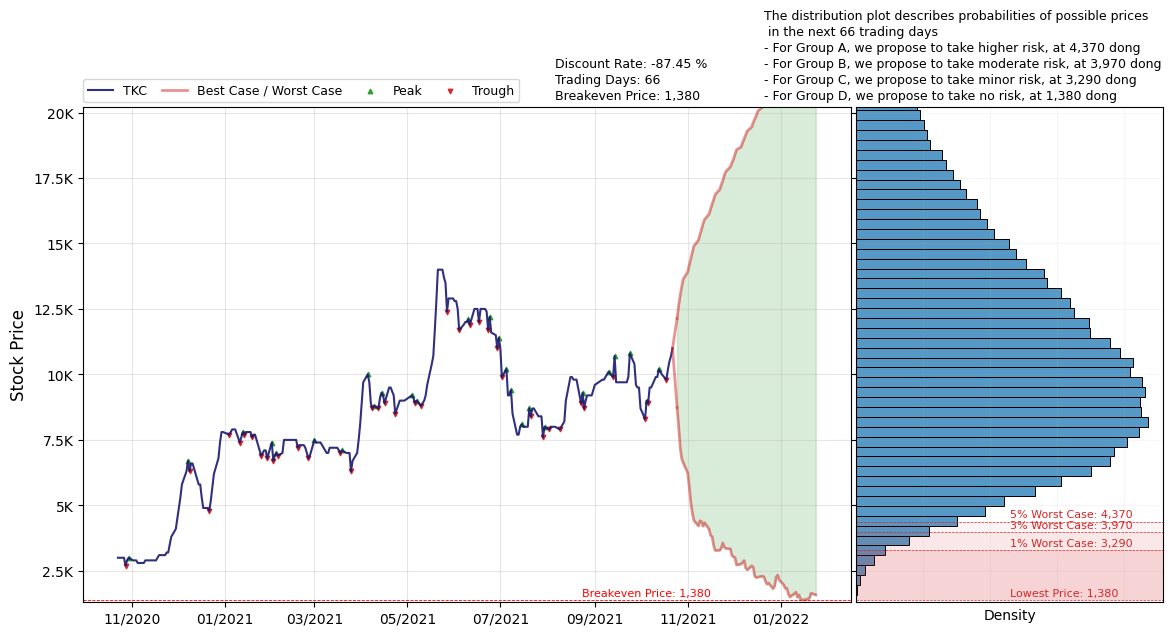 The distribution plot describes probabilities of possible prices
in the next 66 trading days
- For Group A, we propose to take higher risk, at 4,370 dong
- For Group B, we propose to take moderate risk, at 3,970 dong
- For Group C, we propose to take minor risk, at 3,290 dong
- For Group D, we propose to take no risk, at 1,380 dong
Discount Rate: -87.45 %
Trading Days: 66
Breakeven Price: 1,380
TKC
Best Case / Worst Case
Peak
Trough
Stock Price
20K
17.5K
15K
12.5K
10K
7.5K
5K
2.5K
Breakeven Price: 1,380
11/2020
01/2021
03/2021
05/2021
07/2021
09/2021
11/2021
01/2022
5% Worst Case: 4,370
3% Worst Case: 3,970
1% Worst Case: 3,290
Lowest Price: 1,380
Density